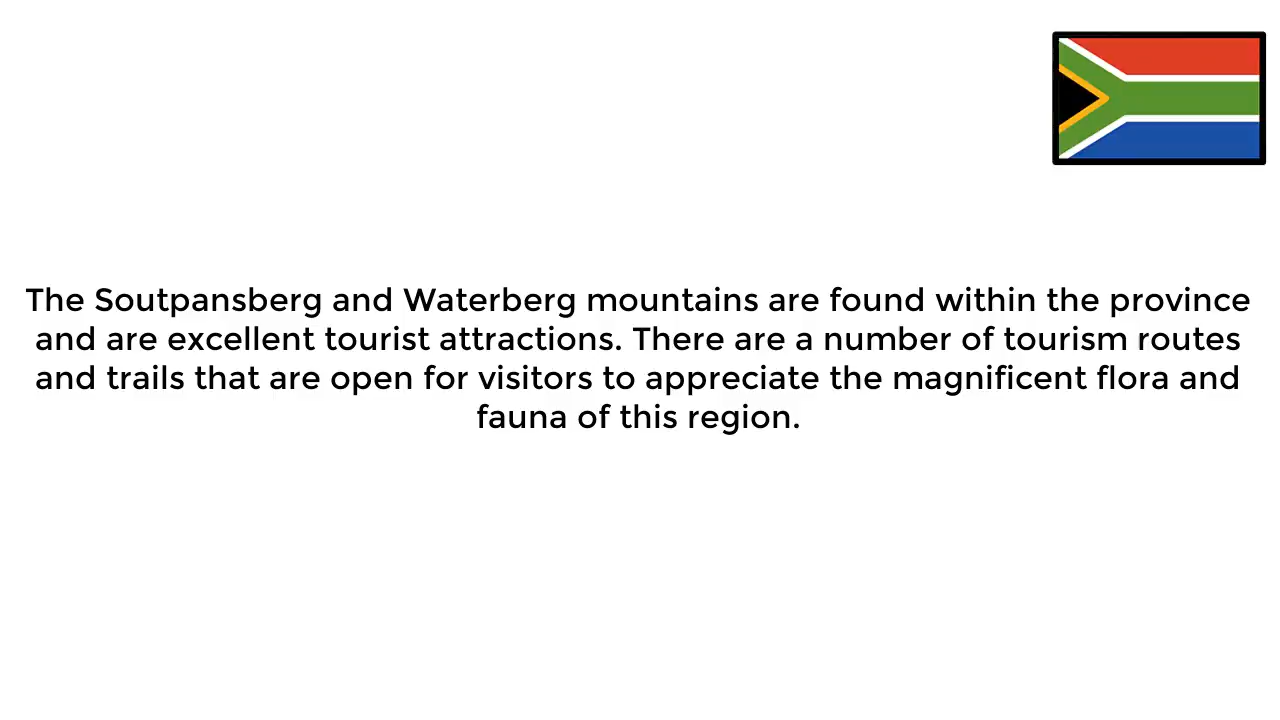 The Soutpansberg and Waterberg mountains are found within the province
and are excellent tourist attractions. There are a number of tourism routes
and trails that are open for visitors to appreciate the magnificent flora and
fauna of this region.